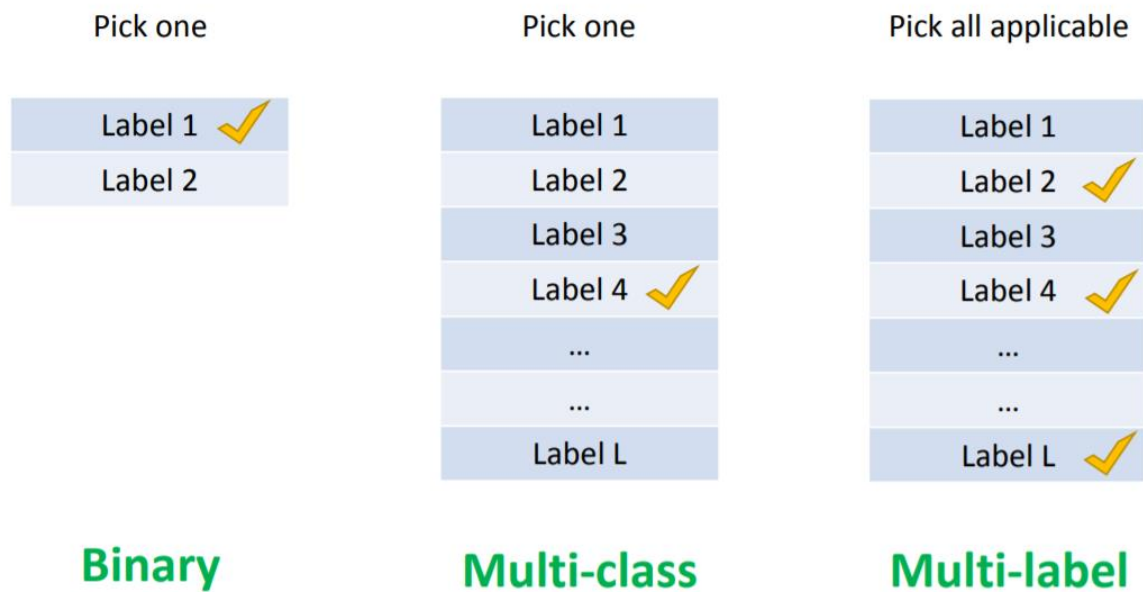 Pick one
Label 1
Label 2
Binary
Pick one
Label 1
Label 2
Label 3
Label 4
...
...
Label L
Multi-class
Pick all applicable
Label 1
Label 2
Label 3
Label 4
...
...
Label L
Multi-label